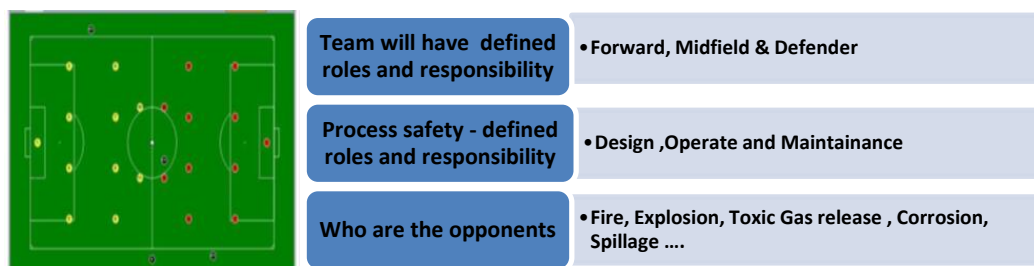 Team will have defined
roles and responsibility
•Forward, Midfield & Defender
Process safety - defined
roles and responsibility
•Design ,Operate and Maintainance
Who are the opponents
•Fire, Explosion, Toxic Gas release , Corrosion,
Spillage ....